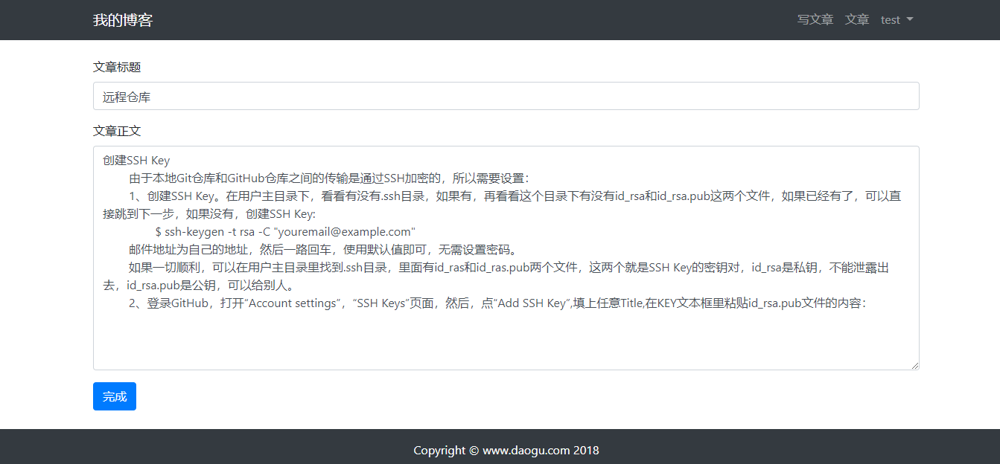 我的博客
写文章 文章 test
文章标题
远程仓库
文章正文
创建SSH Key
由于本地Git仓库和GitHub仓库之间的传输是通过SSH加密的，所以需要设置：
1、创建SSH Key。在用户主目录下，看看有没有.ssh目录，如果有，再看看这个目录下有没有id_rsa和id_rsa.pub这两个文件，如果已经有了，可以直
接跳到下一步，如果没有，创建SSH Key:
$ ssh-keygen -t rsa -C "youremail@example.com"
邮件地址为自己的地址，然后一路回车，使用默认值即可，无需设置密码。
如果一切顺利，可以在用户主目录里找到.ssh目录，里面有id_ras和id_ras.pub两个文件，这两个就是SSH Key的密钥对，id_rsa是私钥，不能泄露出
去，id_rsa.pub是公钥，可以给别人。
2、登录GitHub，打开“Account settings”，“SSH Keys”页面，然后，点“Add SSH Key”,填上任意Title,在KEY文本框里粘贴id_rsa.pub文件的内容：
完成
Copyright © www.daogu.com 2018